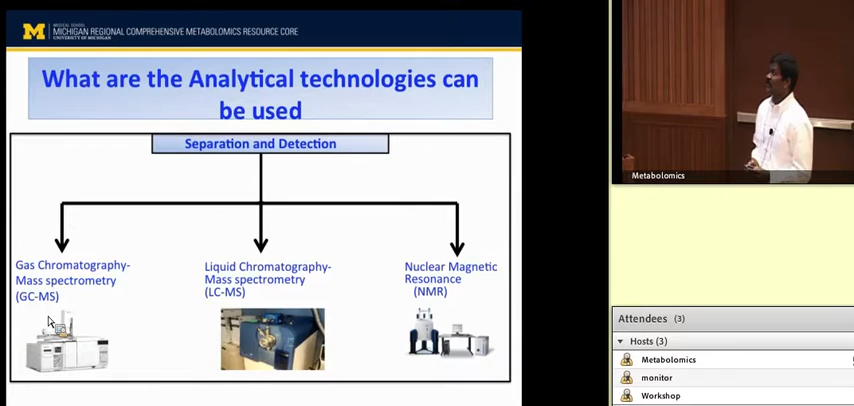 M
MEDICAL SCHOOL
MICHIGAN REGIONAL COMPREHENSIVE METABOLOMICS RESOURCE CORE
UNIVERSITY OF MICHIGAN
What are the Analytical technologies can
be used
Separation and Detection
Gas Chromatography-
Mass spectrometry
(GC-MS)
Liquid Chromatography-
Mass spectrometry
(LC-MS)
Nuclear Magnetic
Resonance
(NMR)
Metabolomics
Attendees (3)
Hosts (3)
Metabolomics
monitor
Workshop